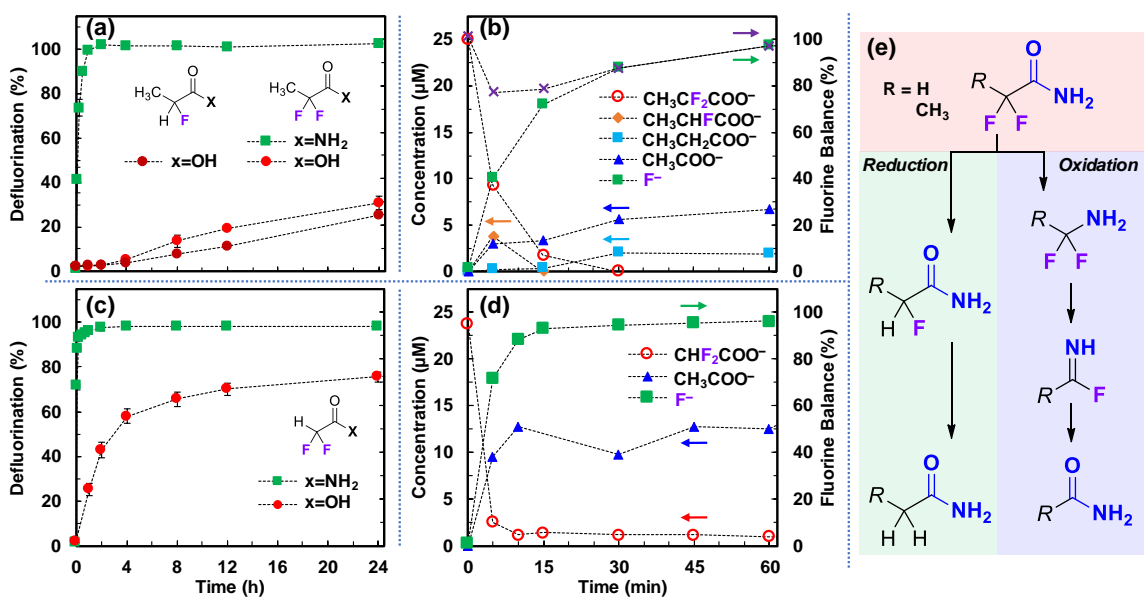 (a)
Defluorination (%)
100
80
60
40
20
0
O
H₃C
X
H
F
O
H₃C
X
F
F
x=NH₂
x=OH
x=OH
(b)
Concentration (µM)
25
20
15
10
5
0
CH₃CF₂COO⁻
CH₃CHFCOO⁻
CH₃CH₂COO⁻
CH₃COO⁻
F⁻
100
80
60
40
20
0
Fluorine Balance (%)
(c)
Defluorination (%)
100
80
60
40
20
0
O
H
X
F
F
x=NH₂
x=OH
0
4
8
12
16
20
24
Time (h)
(d)
Concentration (µM)
25
20
15
10
5
0
CHF₂COO⁻
CH₃COO⁻
F⁻
100
80
60
40
20
0
Fluorine Balance (%)
0
15
30
45
60
Time (min)
(e)
R = H
CH₃
O
R
NH₂
F
F
Reduction
Oxidation
R
NH₂
F
F
O
R
NH₂
H
F
NH
R
F
O
R
NH₂
H
H
O
R
NH₂